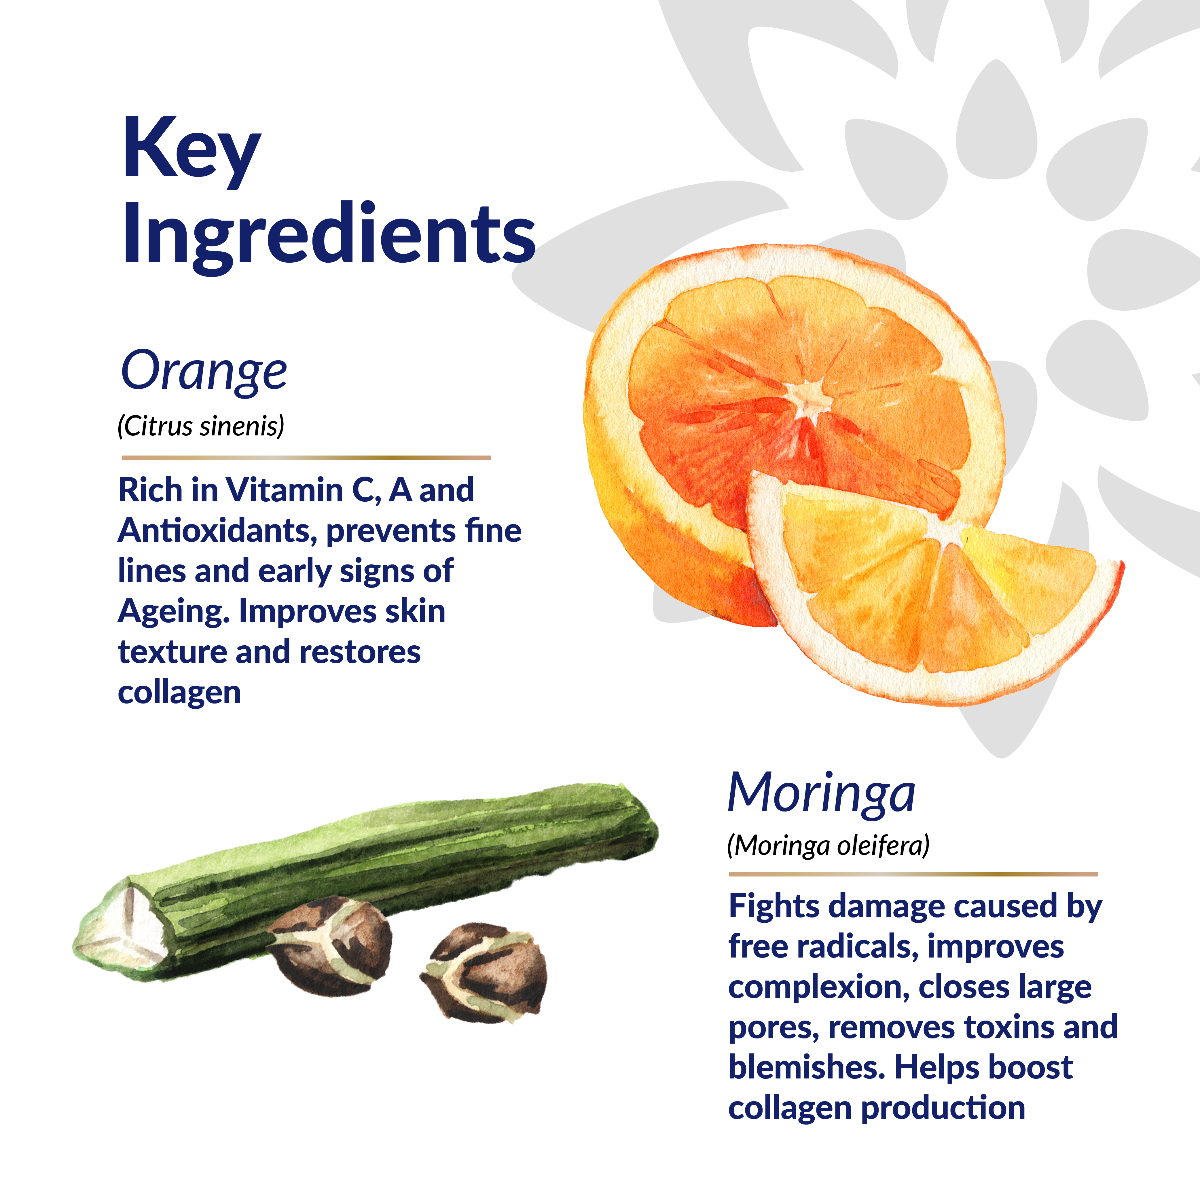 Key
Ingredients
Orange
(Citrus sinenis)
Rich in Vitamin C, A and
Antioxidants, prevents fine
lines and early signs of
Ageing. Improves skin
texture and restores
collagen
Moringa
(Moringa oleifera)
Fights damage caused by
free radicals, improves
complexion, closes large
pores, removes toxins and
blemishes. Helps boost
collagen production